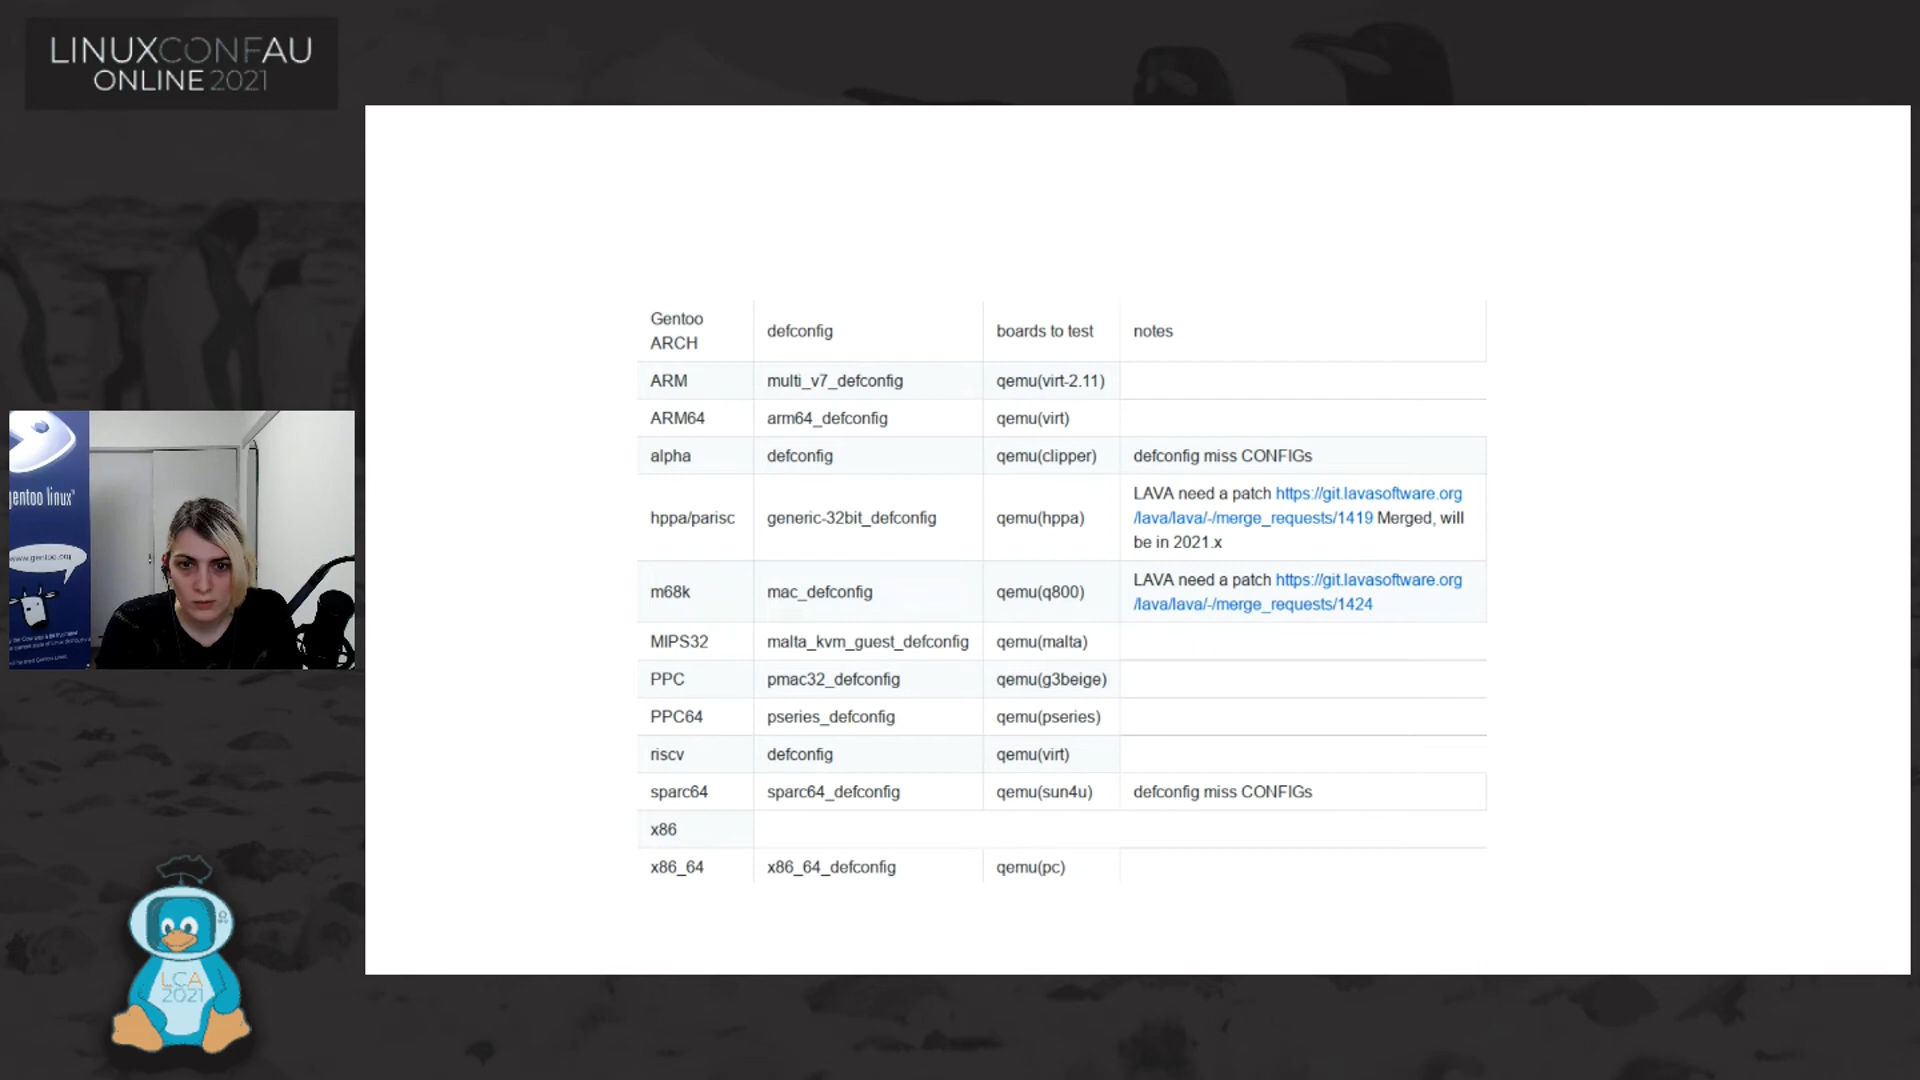 LINUXCONFAU
ONLINE 2021
Gentoo
ARCH
defconfig
boards to test
notes
ARM
multi_v7_defconfig
qemu(virt-2.11)
ARM64
arm64_defconfig
qemu(virt)
alpha
defconfig
qemu(clipper)
defconfig miss CONFIGs
hppa/parisc
generic-32bit_defconfig
qemu(hppa)
LAVA need a patch https://git.lavasoftware.org
/lava/lava/-/merge_requests/1419 Merged, will
be in 2021.x
m68k
mac_defconfig
qemu(q800)
LAVA need a patch https://git.lavasoftware.org
/lava/lava/-/merge_requests/1424
MIPS32
malta_kvm_guest_defconfig
qemu(malta)
PPC
pmac32_defconfig
qemu(g3beige)
PPC64
pseries_defconfig
qemu(pseries)
riscv
defconfig
qemu(virt)
sparc64
sparc64_defconfig
qemu(sun4u)
defconfig miss CONFIGs
x86
x86_64
x86_64_defconfig
qemu(pc)
gentoo linux
www.gentoo.org
LCA
2021